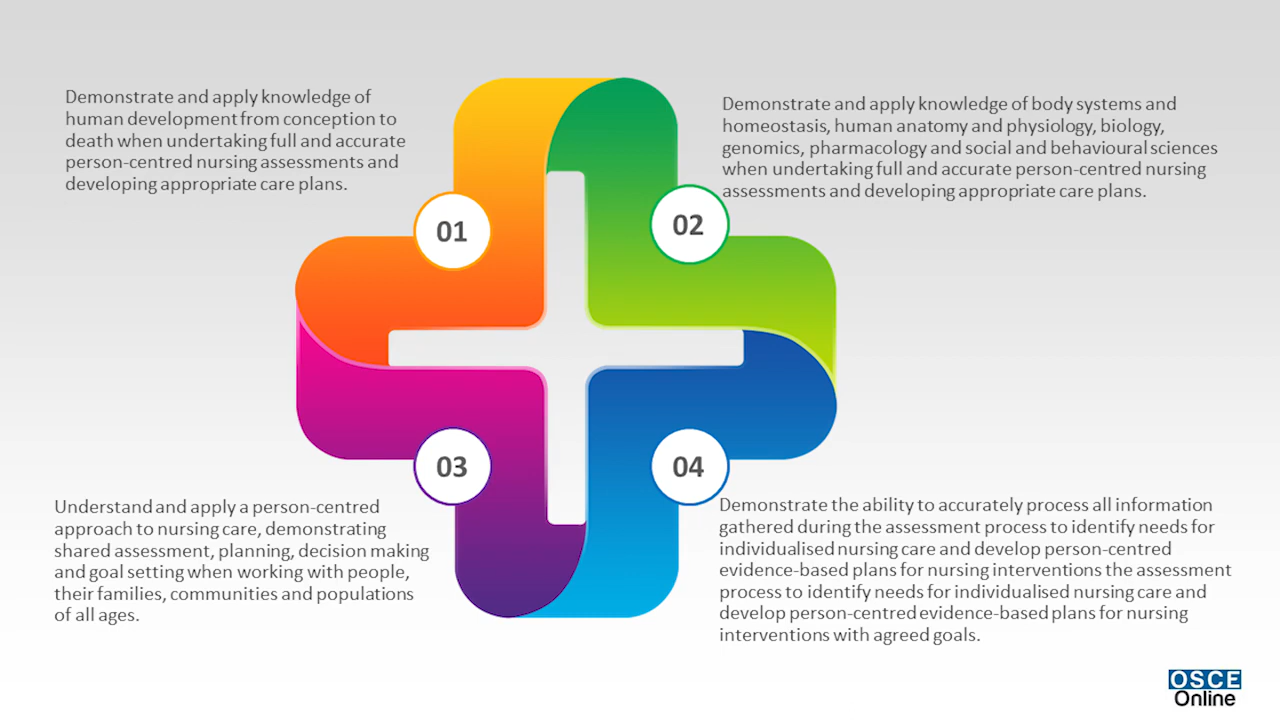 Demonstrate and apply knowledge of
human development from conception to
death when undertaking full and accurate
person-centred nursing assessments and
developing appropriate care plans.
01
Demonstrate and apply knowledge of body systems and
homeostasis, human anatomy and physiology, biology,
genomics, pharmacology and social and behavioural sciences
when undertaking full and accurate person-centred nursing
assessments and developing appropriate care plans.
02
03
Understand and apply a person-centred
approach to nursing care, demonstrating
shared assessment, planning, decision making
and goal setting when working with people,
their families, communities and populations
of all ages.
04
Demonstrate the ability to accurately process all information
gathered during the assessment process to identify needs for
individualised nursing care and develop person-centred
evidence-based plans for nursing interventions the assessment
process to identify needs for individualised nursing care and
develop person-centred evidence-based plans for nursing
interventions with agreed goals.
OSCE
Online